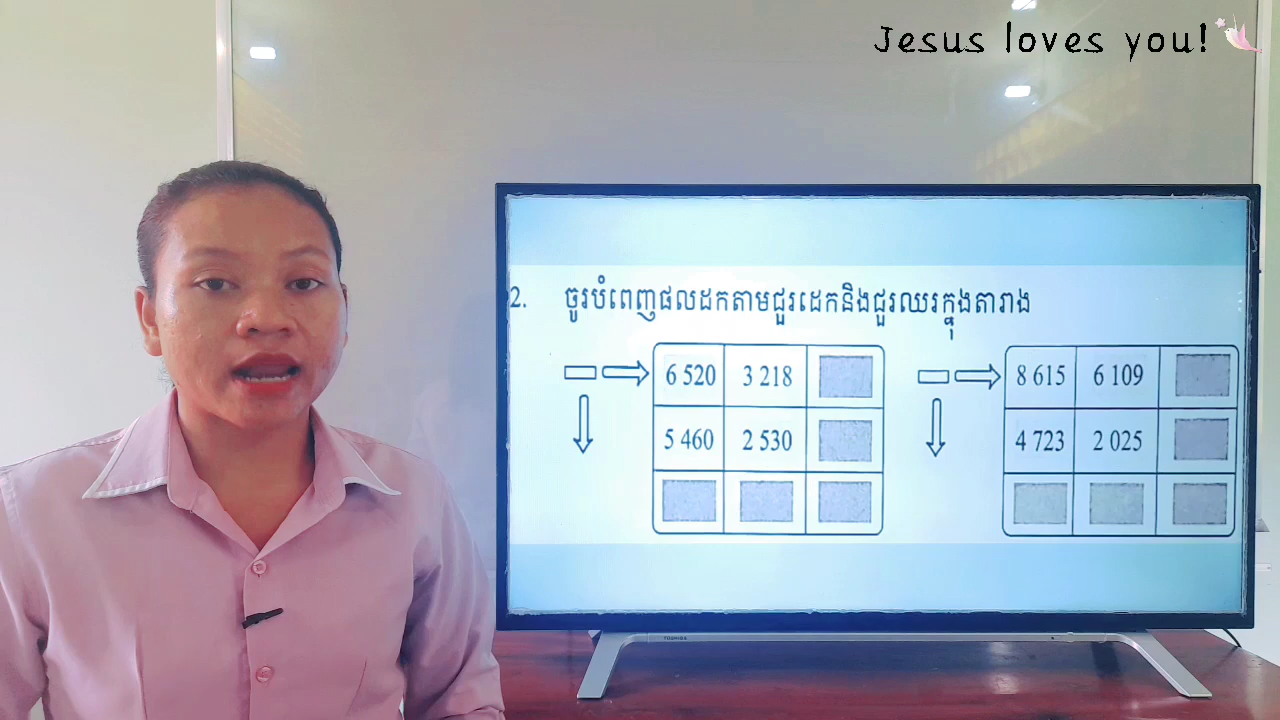 Jesus loves you!
2. ចូរបំពេញផលដកតាមជួរដេកនិងជួរឈរក្នុងតារាង
6 520 3 218 8 615 6 109
5 460 2 530 4 723 2 025
TOSHIBA